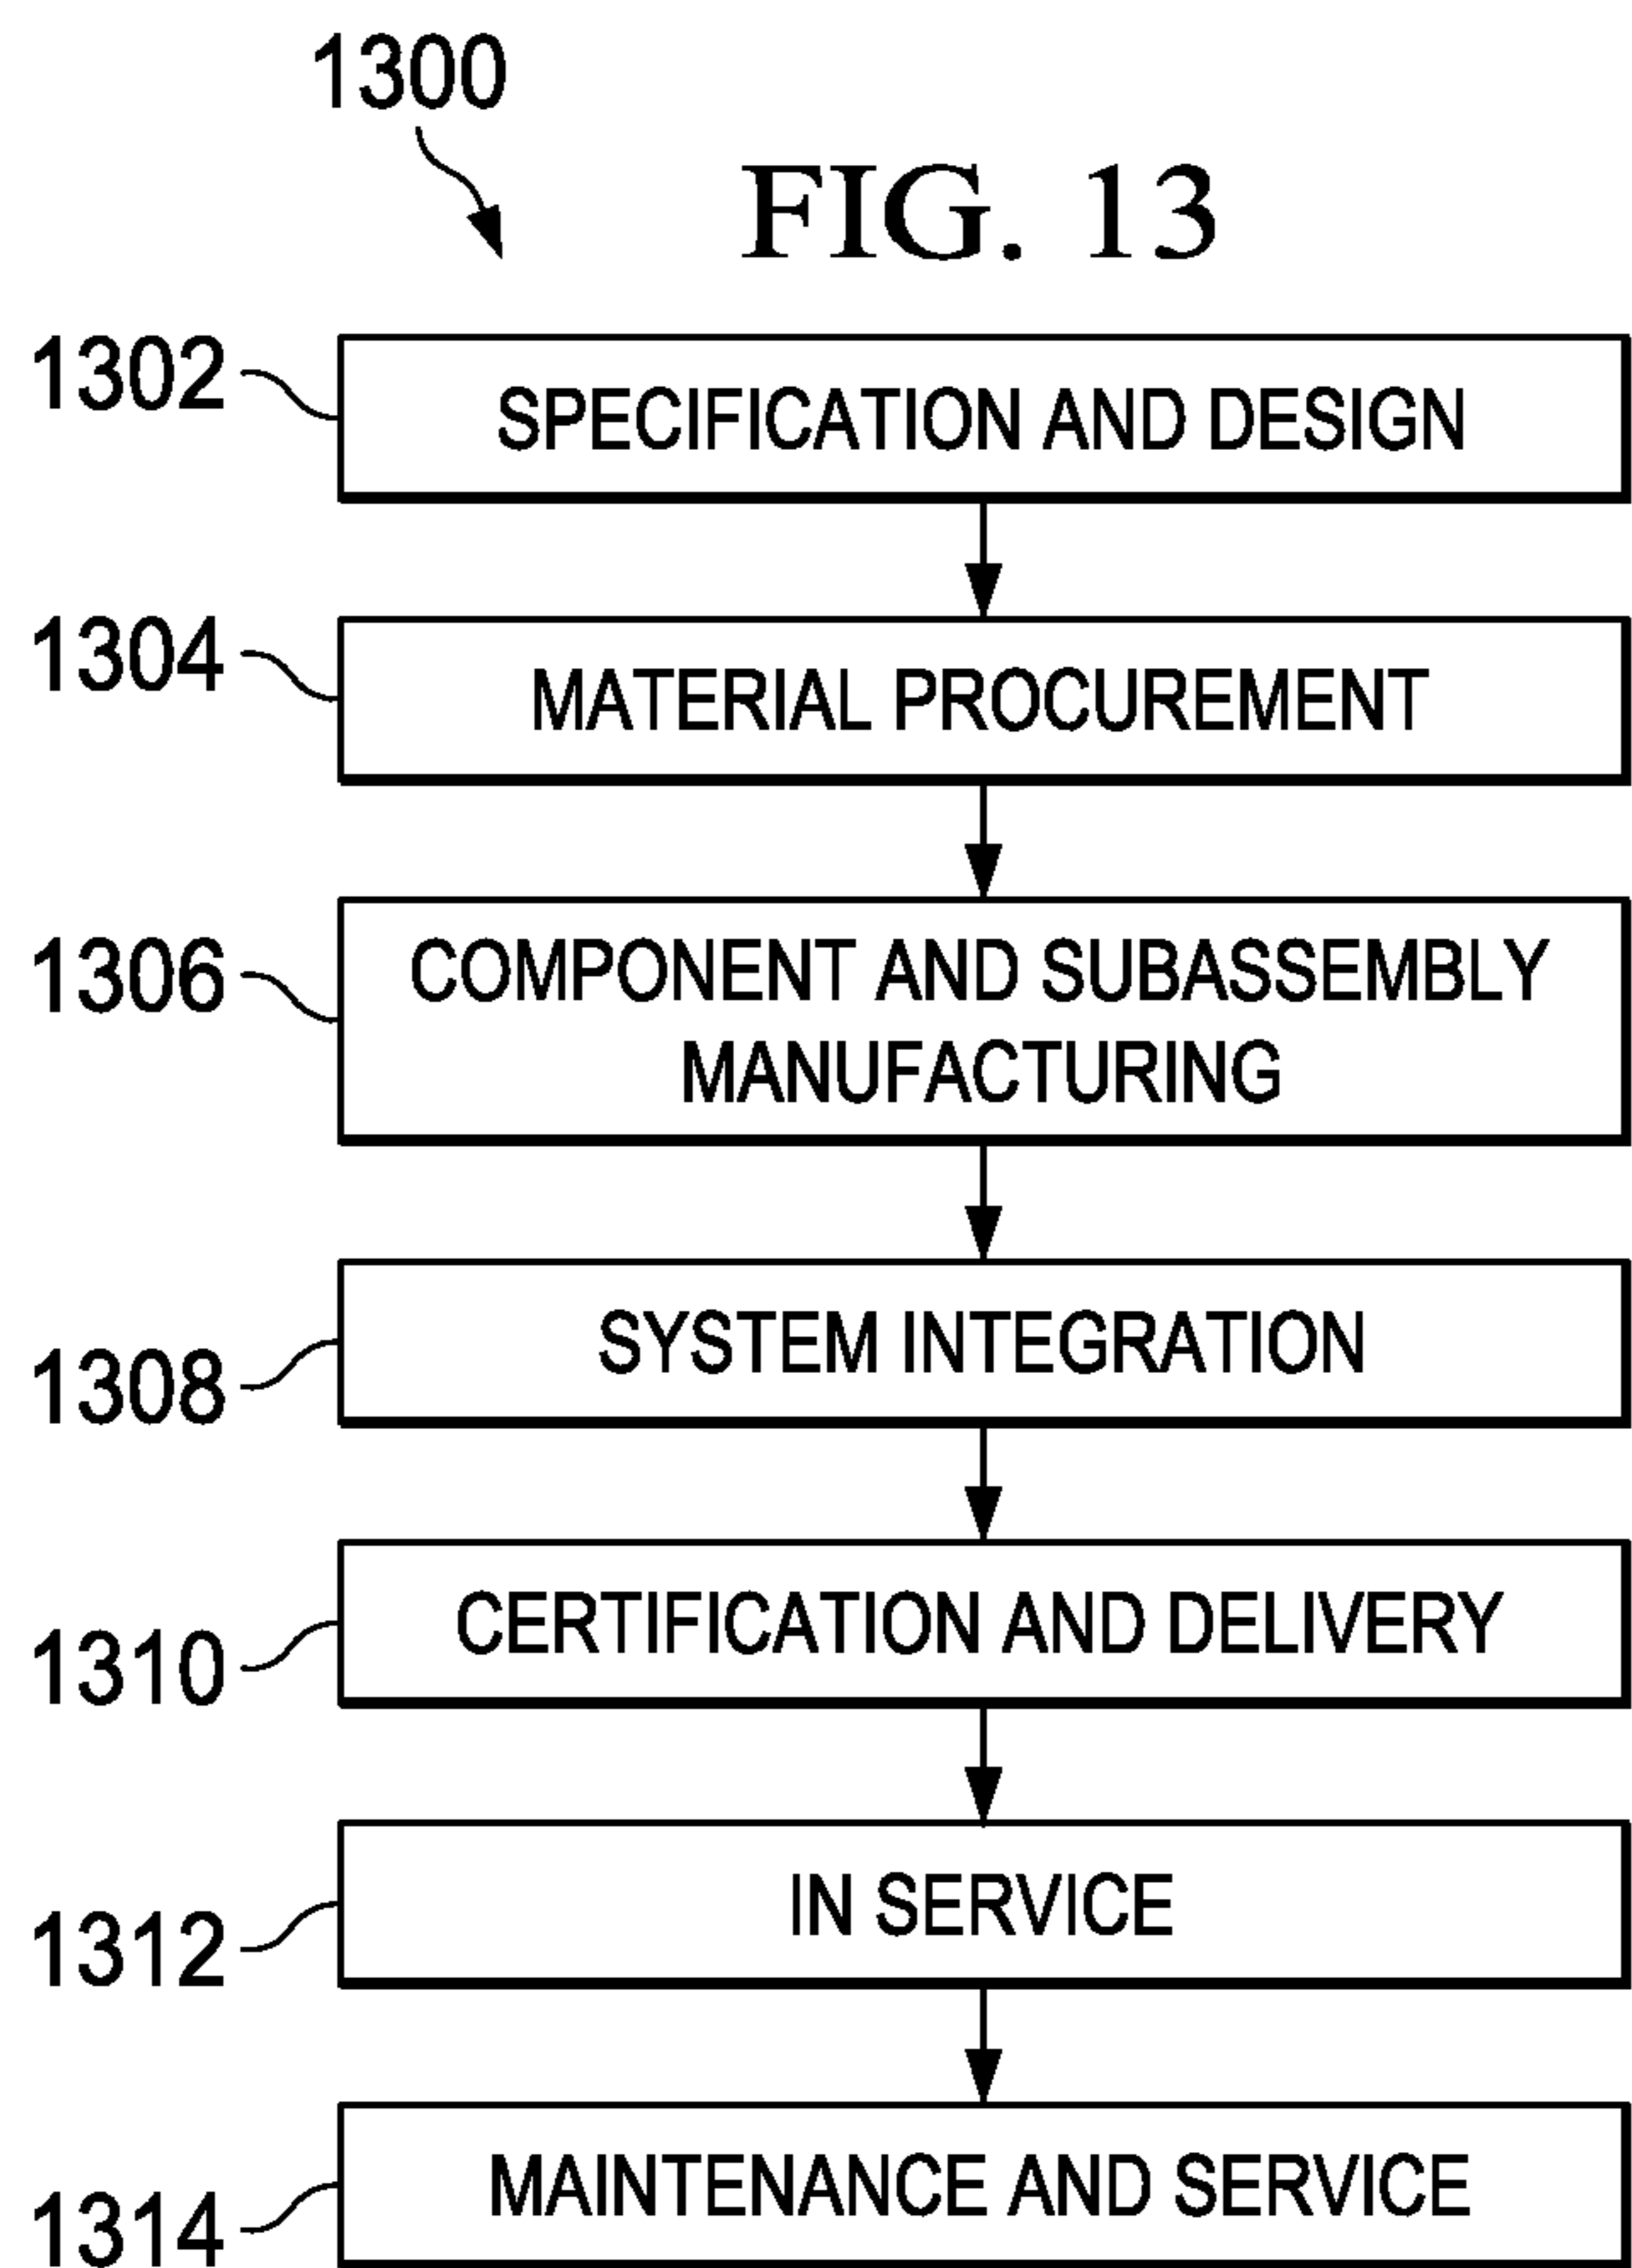 1300
FIG. 13
1302
SPECIFICATION AND DESIGN
1304
MATERIAL PROCUREMENT
1306
COMPONENT AND SUBASSEMBLY
MANUFACTURING
1308
SYSTEM INTEGRATION
1310
CERTIFICATION AND DELIVERY
1312
IN SERVICE
1314
MAINTENANCE AND SERVICE